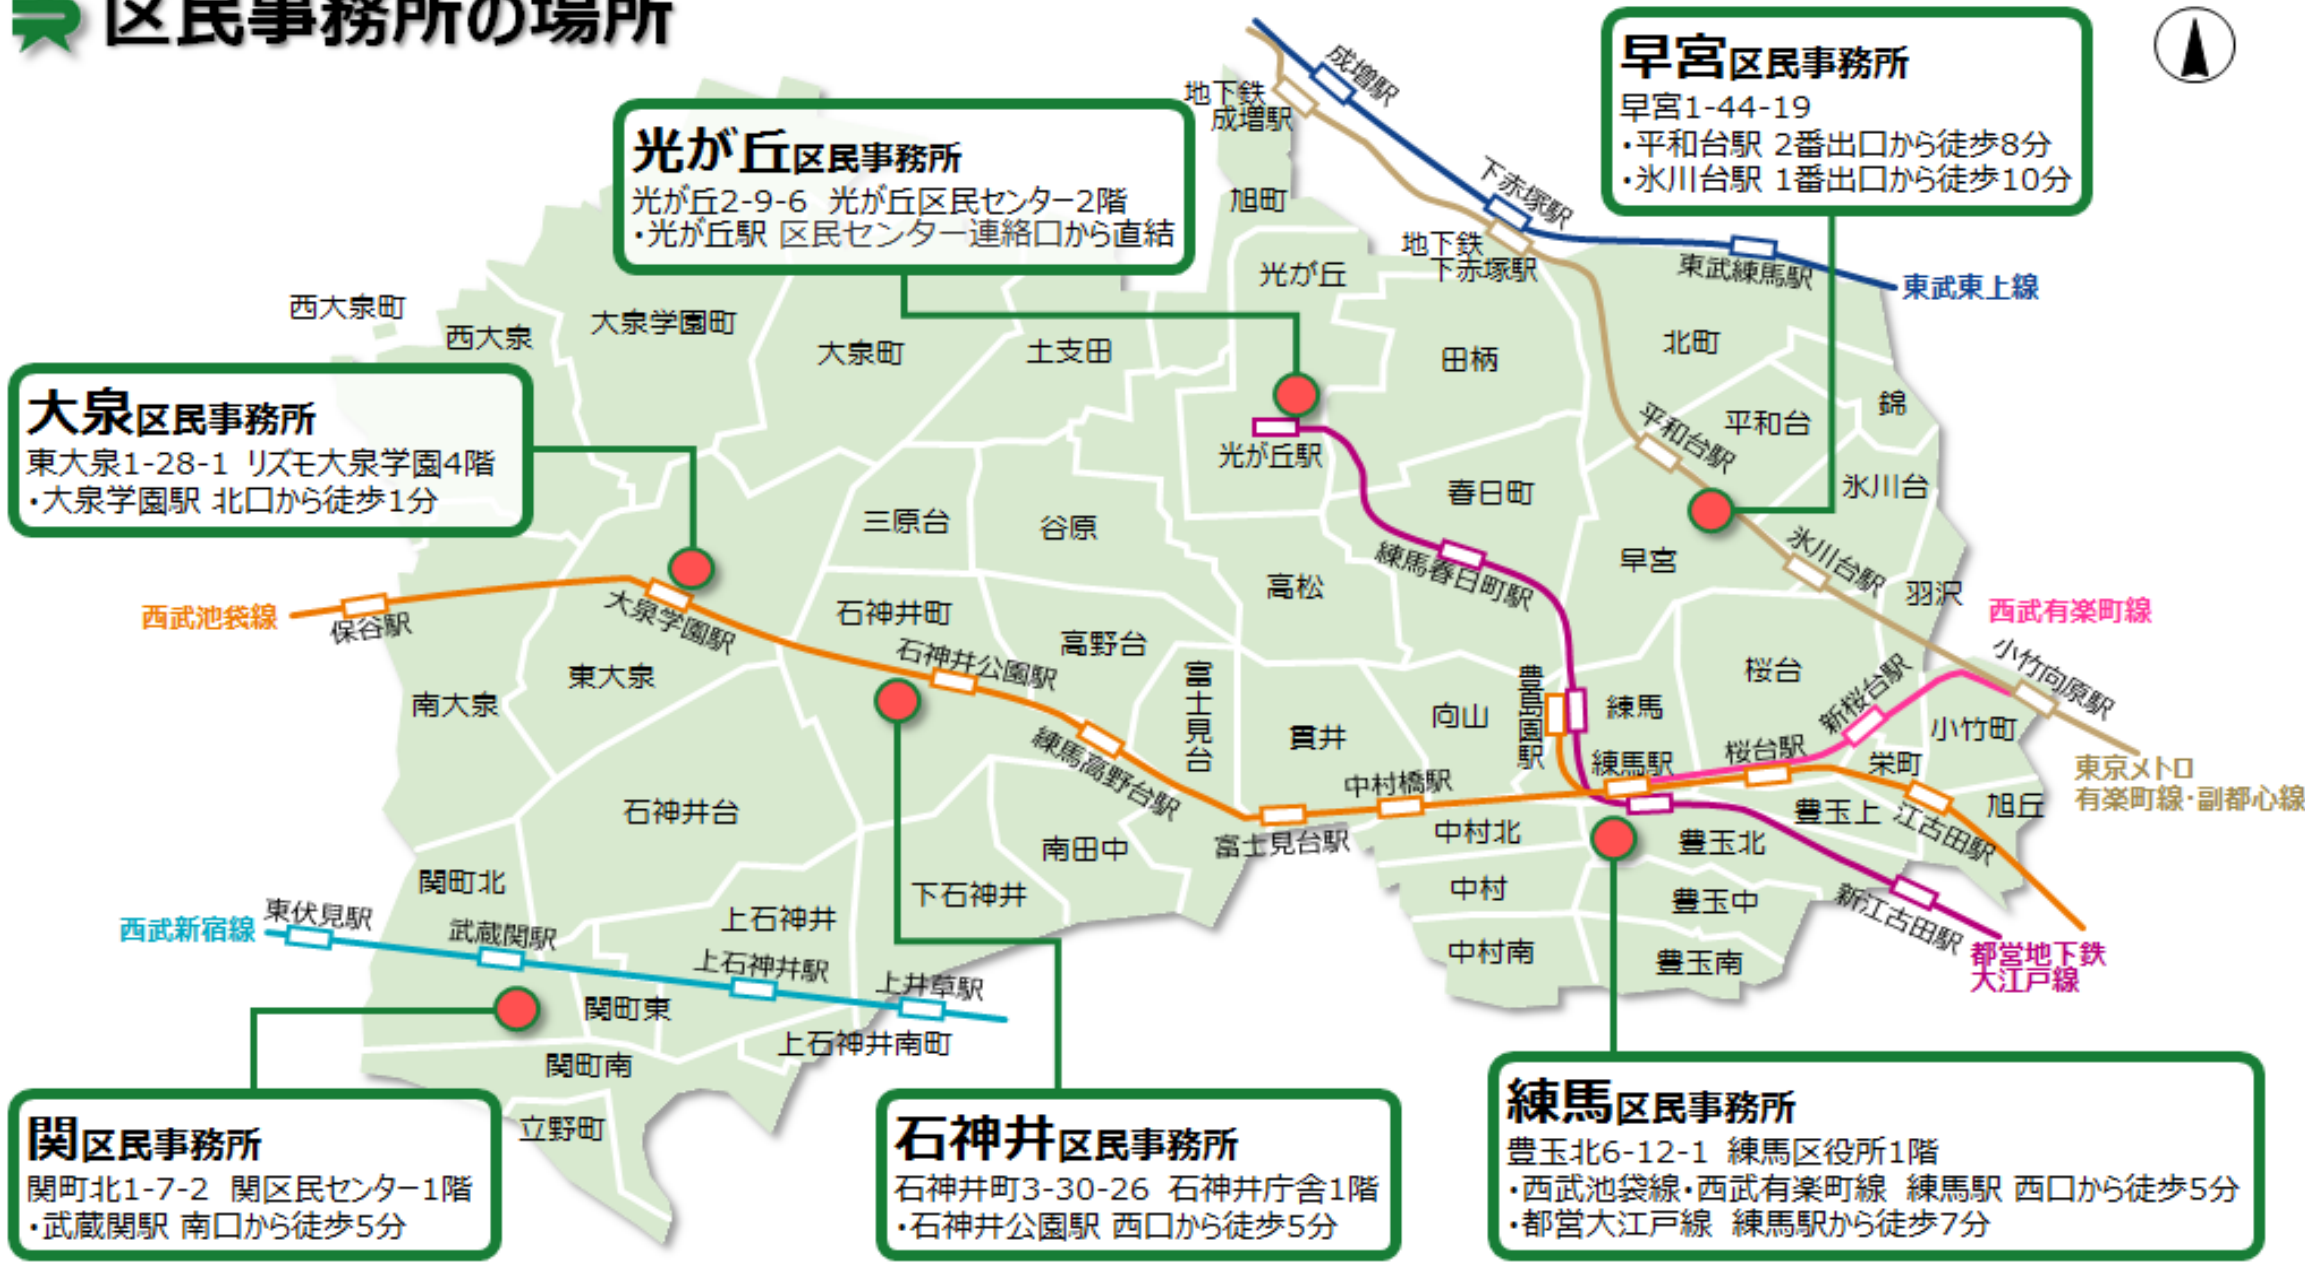 区民事務所の場所
早宮区民事務所
早宮1-44-19
・平和台駅 2番出口から徒歩8分
・氷川台駅 1番出口から徒歩10分
光が丘区民事務所
光が丘2-9-6 光が丘区民センター2階
・光が丘駅 区民センター連絡口から直結
成増駅
地下鉄
成増駅
旭町
下赤塚駅
地下鉄
下赤塚駅
東武練馬駅
東武東上線
光が丘
西大泉町
西大泉
大泉学園町
大泉町
土支田
田柄
北町
錦
平和台
平和台駅
氷川台
大泉区民事務所
東大泉1-28-1 リズモ大泉学園4階
・大泉学園駅 北口から徒歩1分
光が丘駅
春日町
三原台
谷原
早宮
氷川台駅
羽沢
練馬春日町駅
高松
西武池袋線
保谷駅
大泉学園駅
石神井町
高野台
石神井公園駅
西武有楽町線
小竹向原駅
東大泉
南大泉
富士見台
貫井
向山
豊島園駅
練馬
桜台
新桜台駅
小竹町
練馬高野台駅
中村橋駅
練馬駅
桜台駅
栄町
東京メトロ
有楽町線・副都心線
石神井台
南田中
富士見台駅
中村北
豊玉北
豊玉上
江古田駅
旭丘
関町北
下石神井
中村
豊玉中
新江古田駅
西武新宿線
東伏見駅
武蔵関駅
上石神井
上石神井駅
上井草駅
中村南
豊玉南
都営地下鉄
大江戸線
関町東
上石神井南町
関町南
立野町
関区民事務所
関町北1-7-2 関区民センター1階
・武蔵関駅 南口から徒歩5分
石神井区民事務所
石神井町3-30-26 石神井庁舎1階
・石神井公園駅 西口から徒歩5分
練馬区民事務所
豊玉北6-12-1 練馬区役所1階
・西武池袋線・西武有楽町線 練馬駅 西口から徒歩5分
・都営大江戸線 練馬駅から徒歩7分